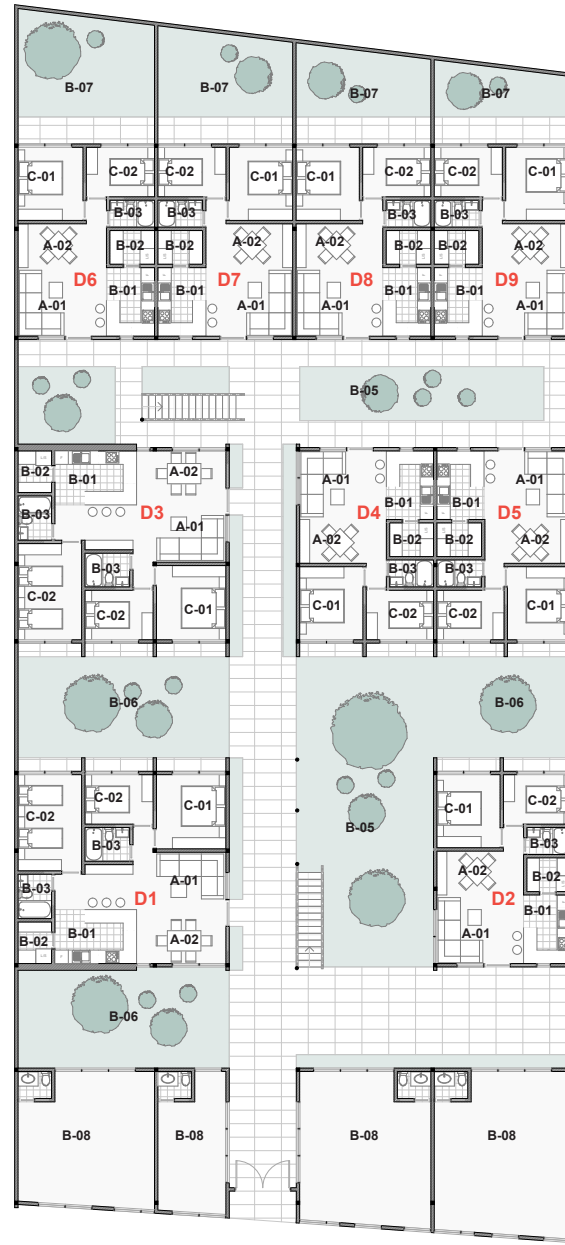 B-07 B-07 B-07 B-07
C-01 C-02 C-02 C-01 C-01 C-02 C-02 C-01
B-03 B-03 B-03 B-03
A-02 B-02 B-02 A-02 A-02 B-02 B-02 A-02
D6 D7 D8 D9
B-01 B-01 B-01 B-01
A-01 A-01 A-01 A-01
B-05
B-02 B-01 A-02 A-01 A-01
B-03 D3 A-01 B-01 D4 B-01 D5
A-02 B-02 B-02 A-02
B-03 B-03 B-03
C-02 C-02 C-01 C-01 C-02 C-02 C-01
B-06 B-06
C-02 C-02 C-01 B-05 C-01 C-02
B-03 B-03
B-03 A-01 A-02 B-02
D1 D2 B-01
B-02 B-01 A-02 A-01
B-06
B-08 B-08 B-08 B-08